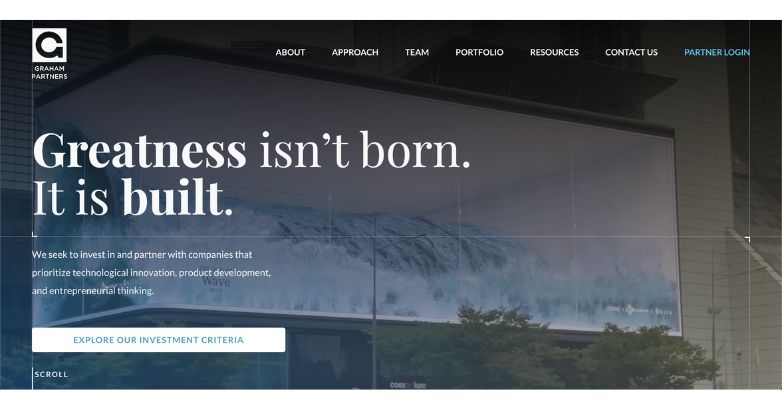 GRAHAM
PARTNERS
ABOUT APPROACH TEAM PORTFOLIO RESOURCES CONTACT US PARTNER LOGIN
Greatness isn’t born.
It is built.
We seek to invest in and partner with companies that
prioritize technological innovation, product development,
and entrepreneurial thinking.
Wave
EXPLORE OUR INVESTMENT CRITERIA
SCROLL